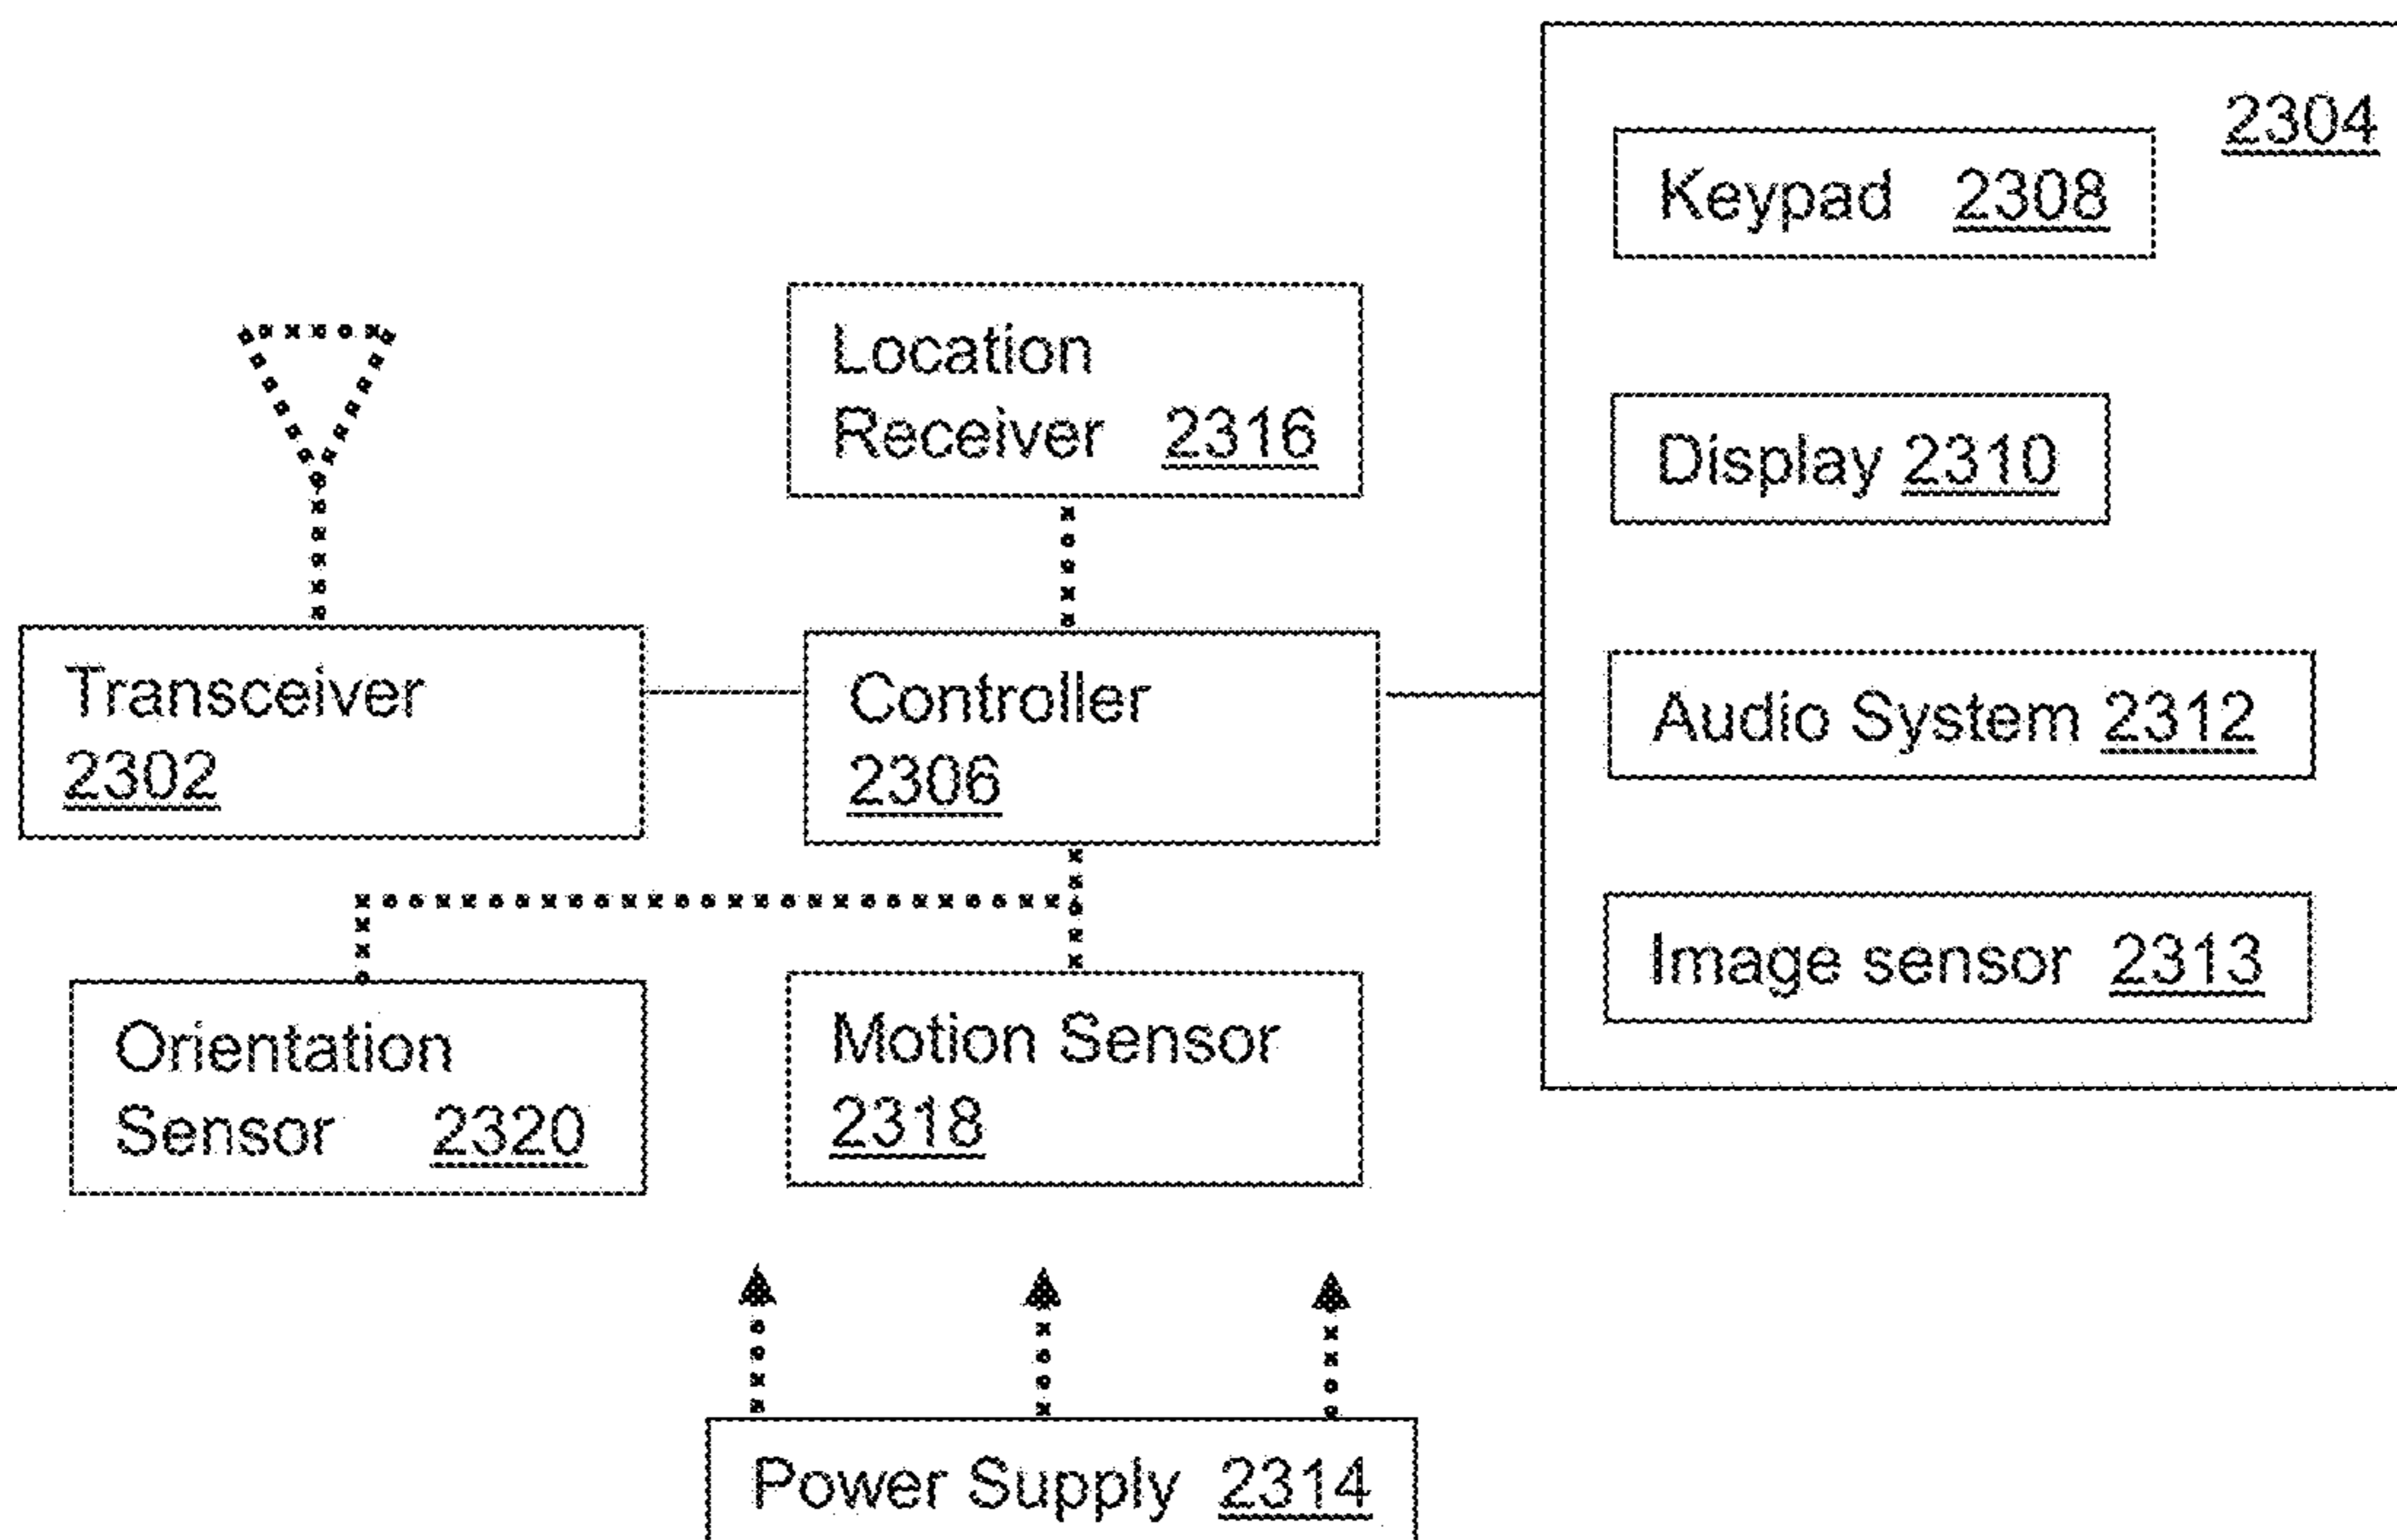 2304
Keypad 2308
Location
Receiver 2316
Display 2310
Transceiver
2302
Controller
2306
Audio System 2312
Image sensor 2313
Orientation
Sensor 2320
Motion Sensor
2318
Power Supply 2314